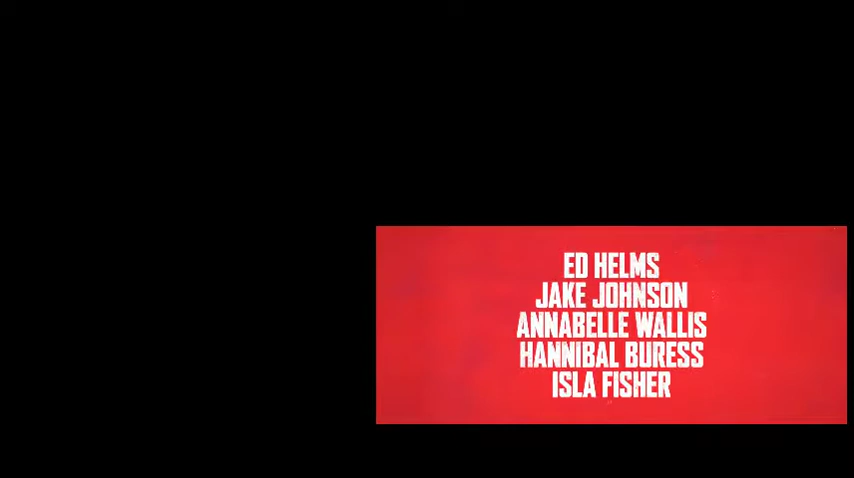 ED HELMS
JAKE JOHNSON
ANNABELLE WALLIS
HANNIBAL BURESS
ISLA FISHER